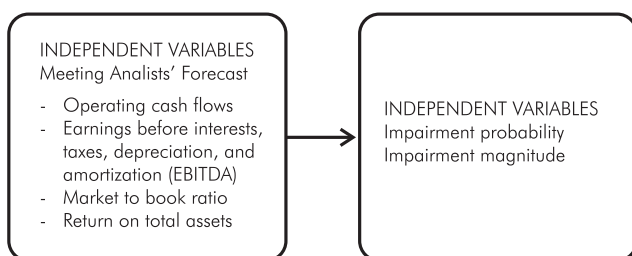 INDEPENDENT VARIABLES
Meeting Analists' Forecast
- Operating cash flows
- Earnings before interests,
taxes, depreciation, and
amortization (EBITDA)
- Market to book ratio
- Return on total assets
INDEPENDENT VARIABLES
Impairment probability
Impairment magnitude